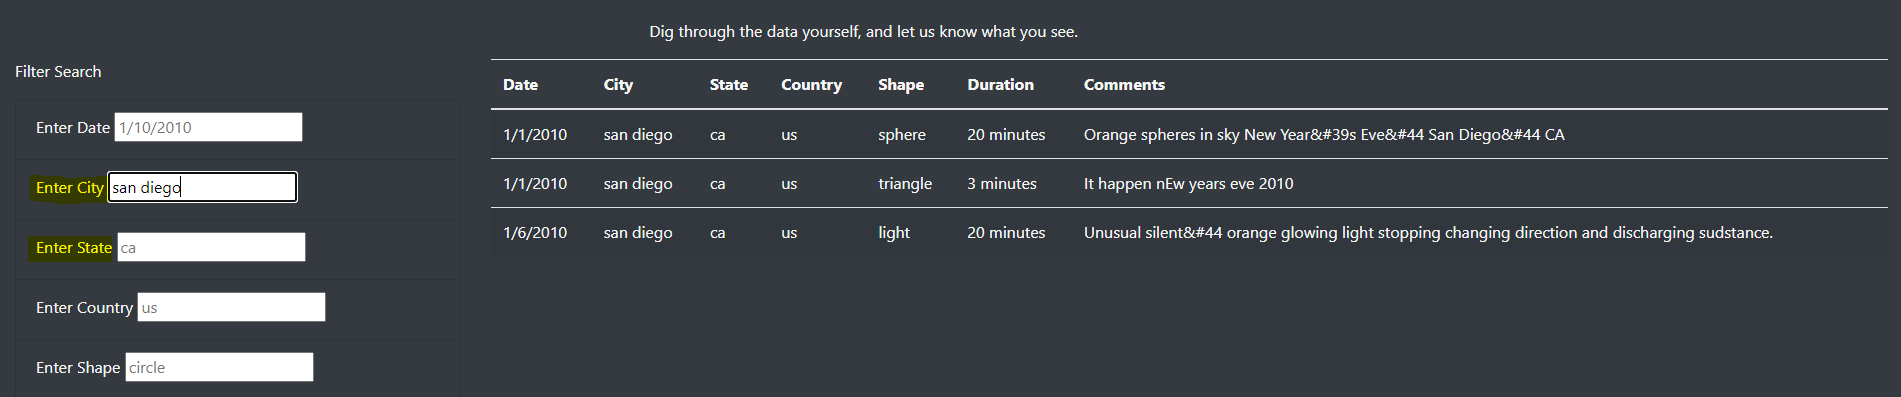 Dig through the data yourself, and let us know what you see.
Filter Search
Enter Date 1/10/2010
Enter City san diego
Enter State ca
Enter Country us
Enter Shape circle
Date City State Country Shape Duration Comments
1/1/2010 san diego ca us sphere 20 minutes Orange spheres in sky New Year&#39s Eve&#44 San Diego&#44 CA
1/1/2010 san diego ca us triangle 3 minutes It happen nEw years eve 2010
1/6/2010 san diego ca us light 20 minutes Unusual silent&#44 orange glowing light stopping changing direction and discharging sudstance.